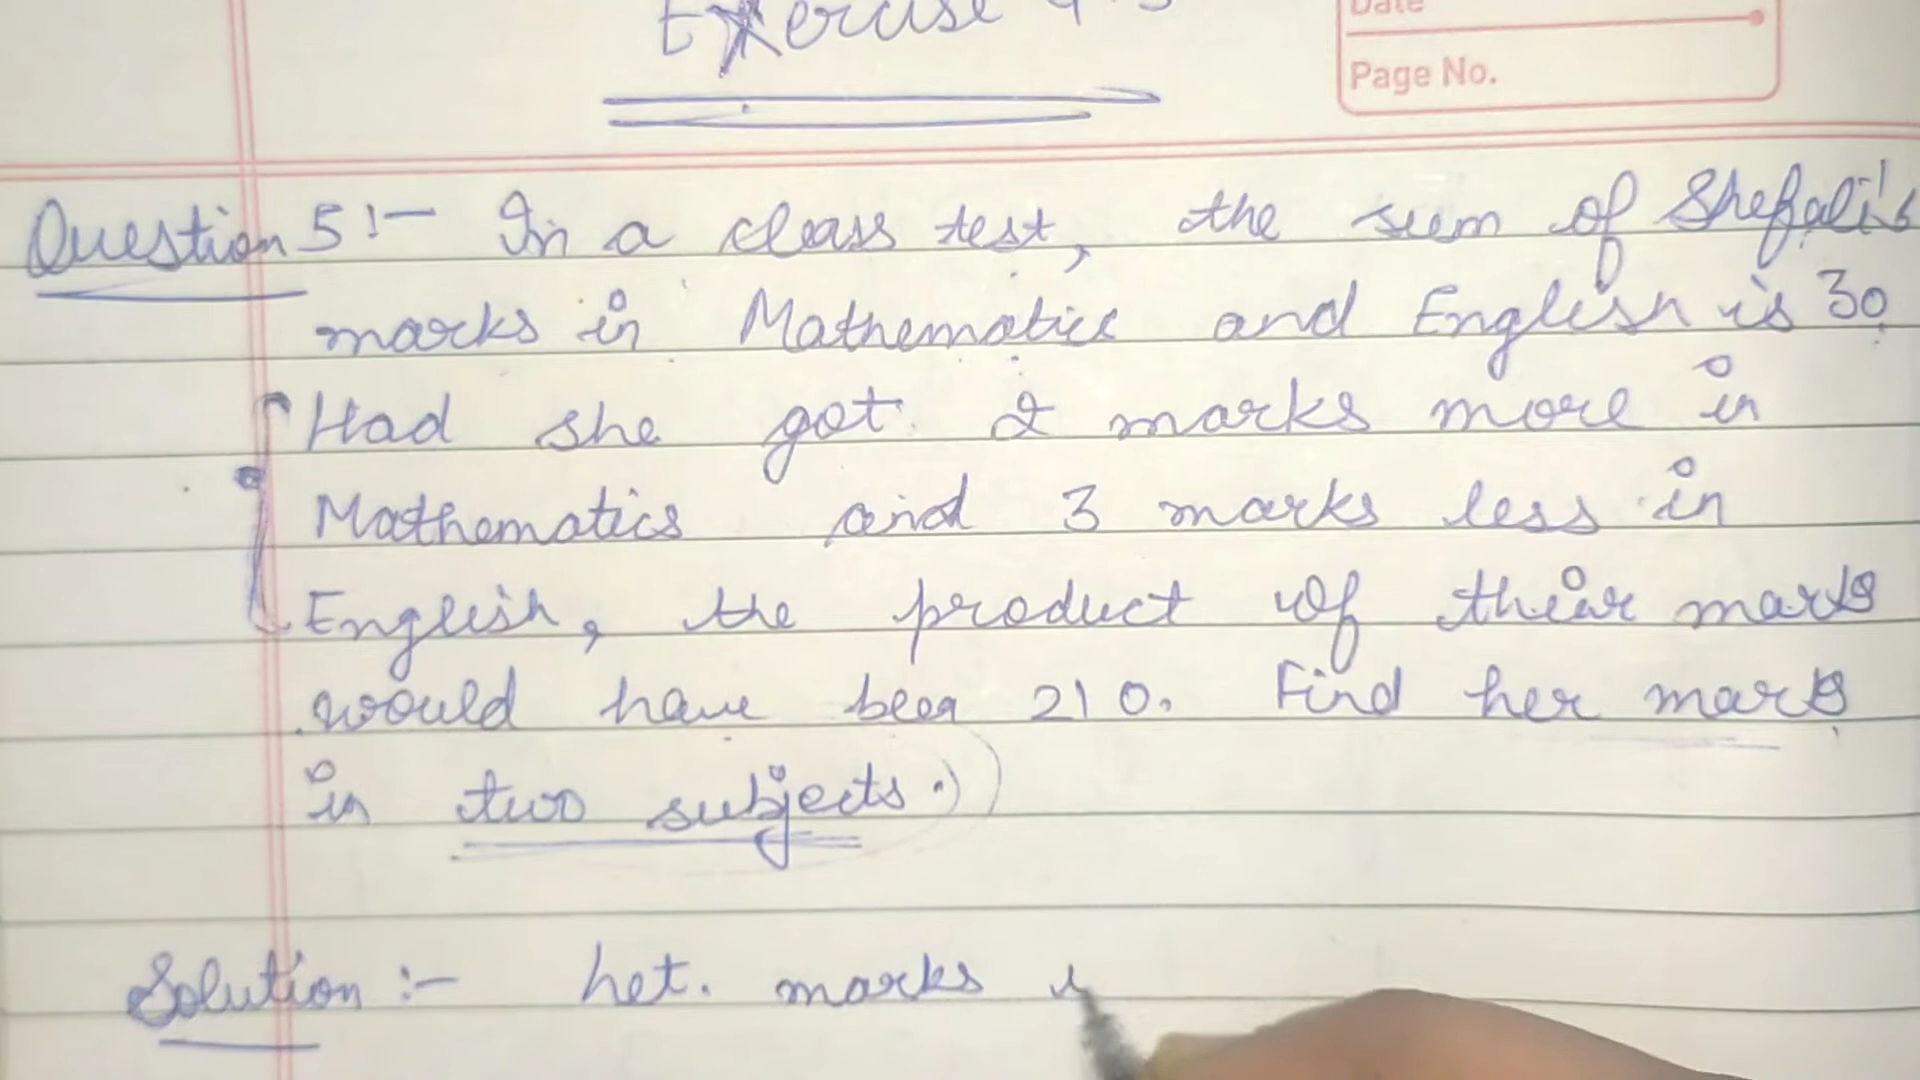 Exercise 4.3
Date
Page No.
Question 5:- In a class test, the sum of Shefali's
marks in Mathematics and English is 30
Had she got 2 marks more in
Mathematics and 3 marks less in
English, the product of their marks
would have been 210. Find her marks
in two subjects.)
Solution :- Let. marks